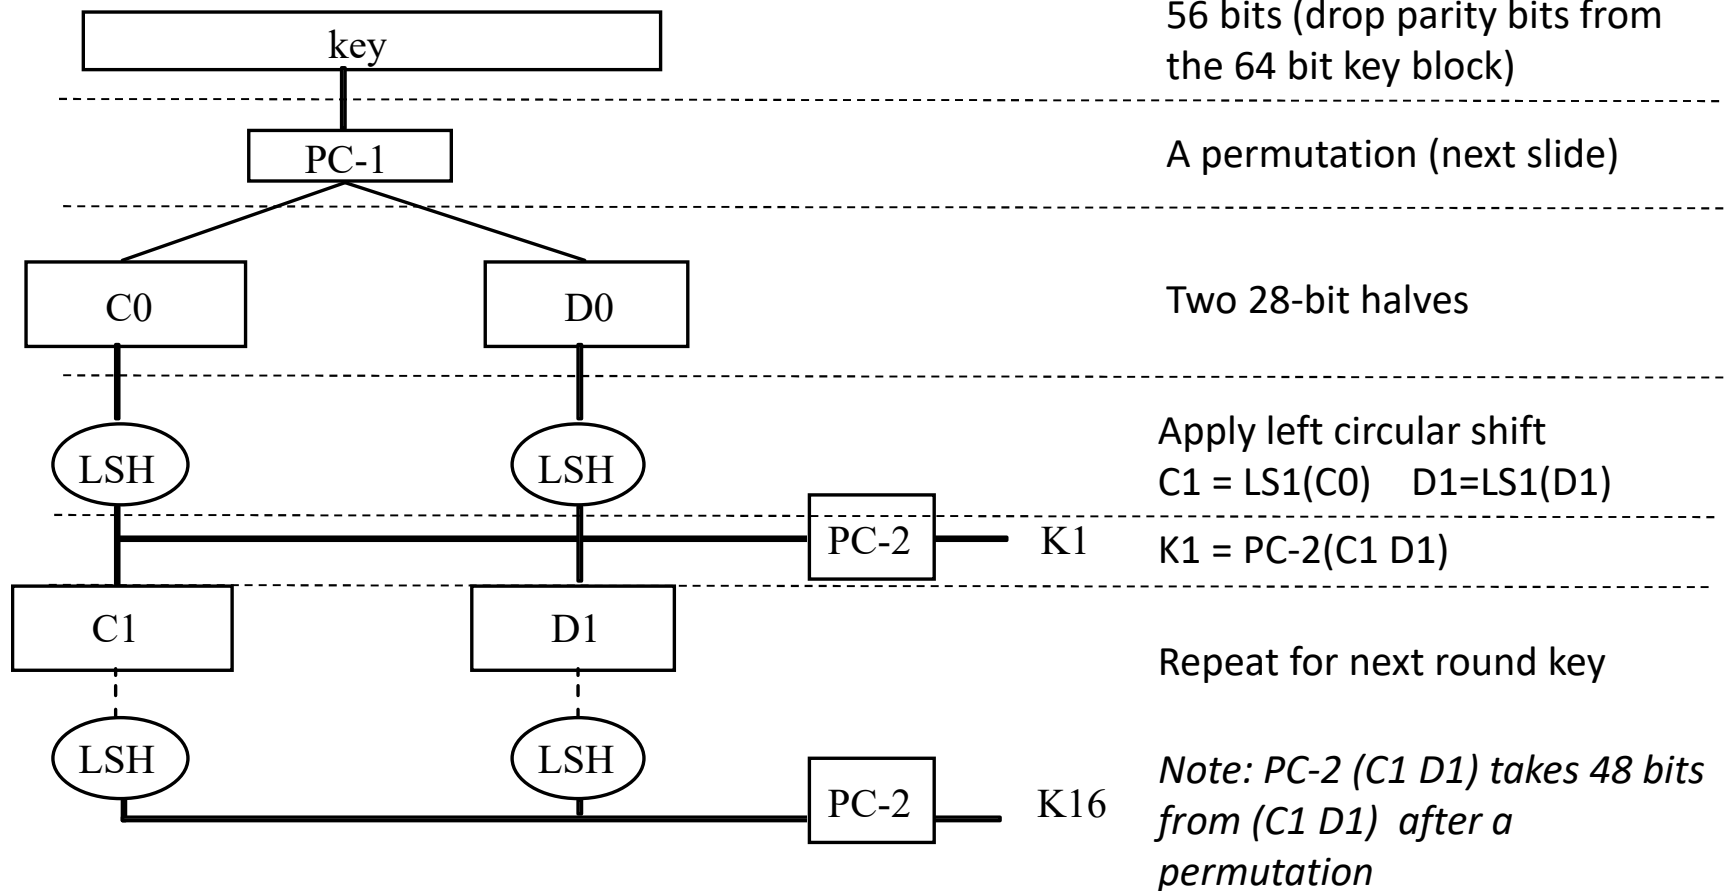 56 bits (drop parity bits from
the 64 bit key block)
key
PC-1
A permutation (next slide)
C0
D0
Two 28-bit halves
Apply left circular shift
LSH
LSH
C1 = LS1(C0) D1=LS1(D1)
PC-2
K1
K1 = PC-2(C1 D1)
C1
D1
Repeat for next round key
LSH
LSH
Note: PC-2 (C1 D1) takes 48 bits
PC-2
K16
from (C1 D1) after a
permutation